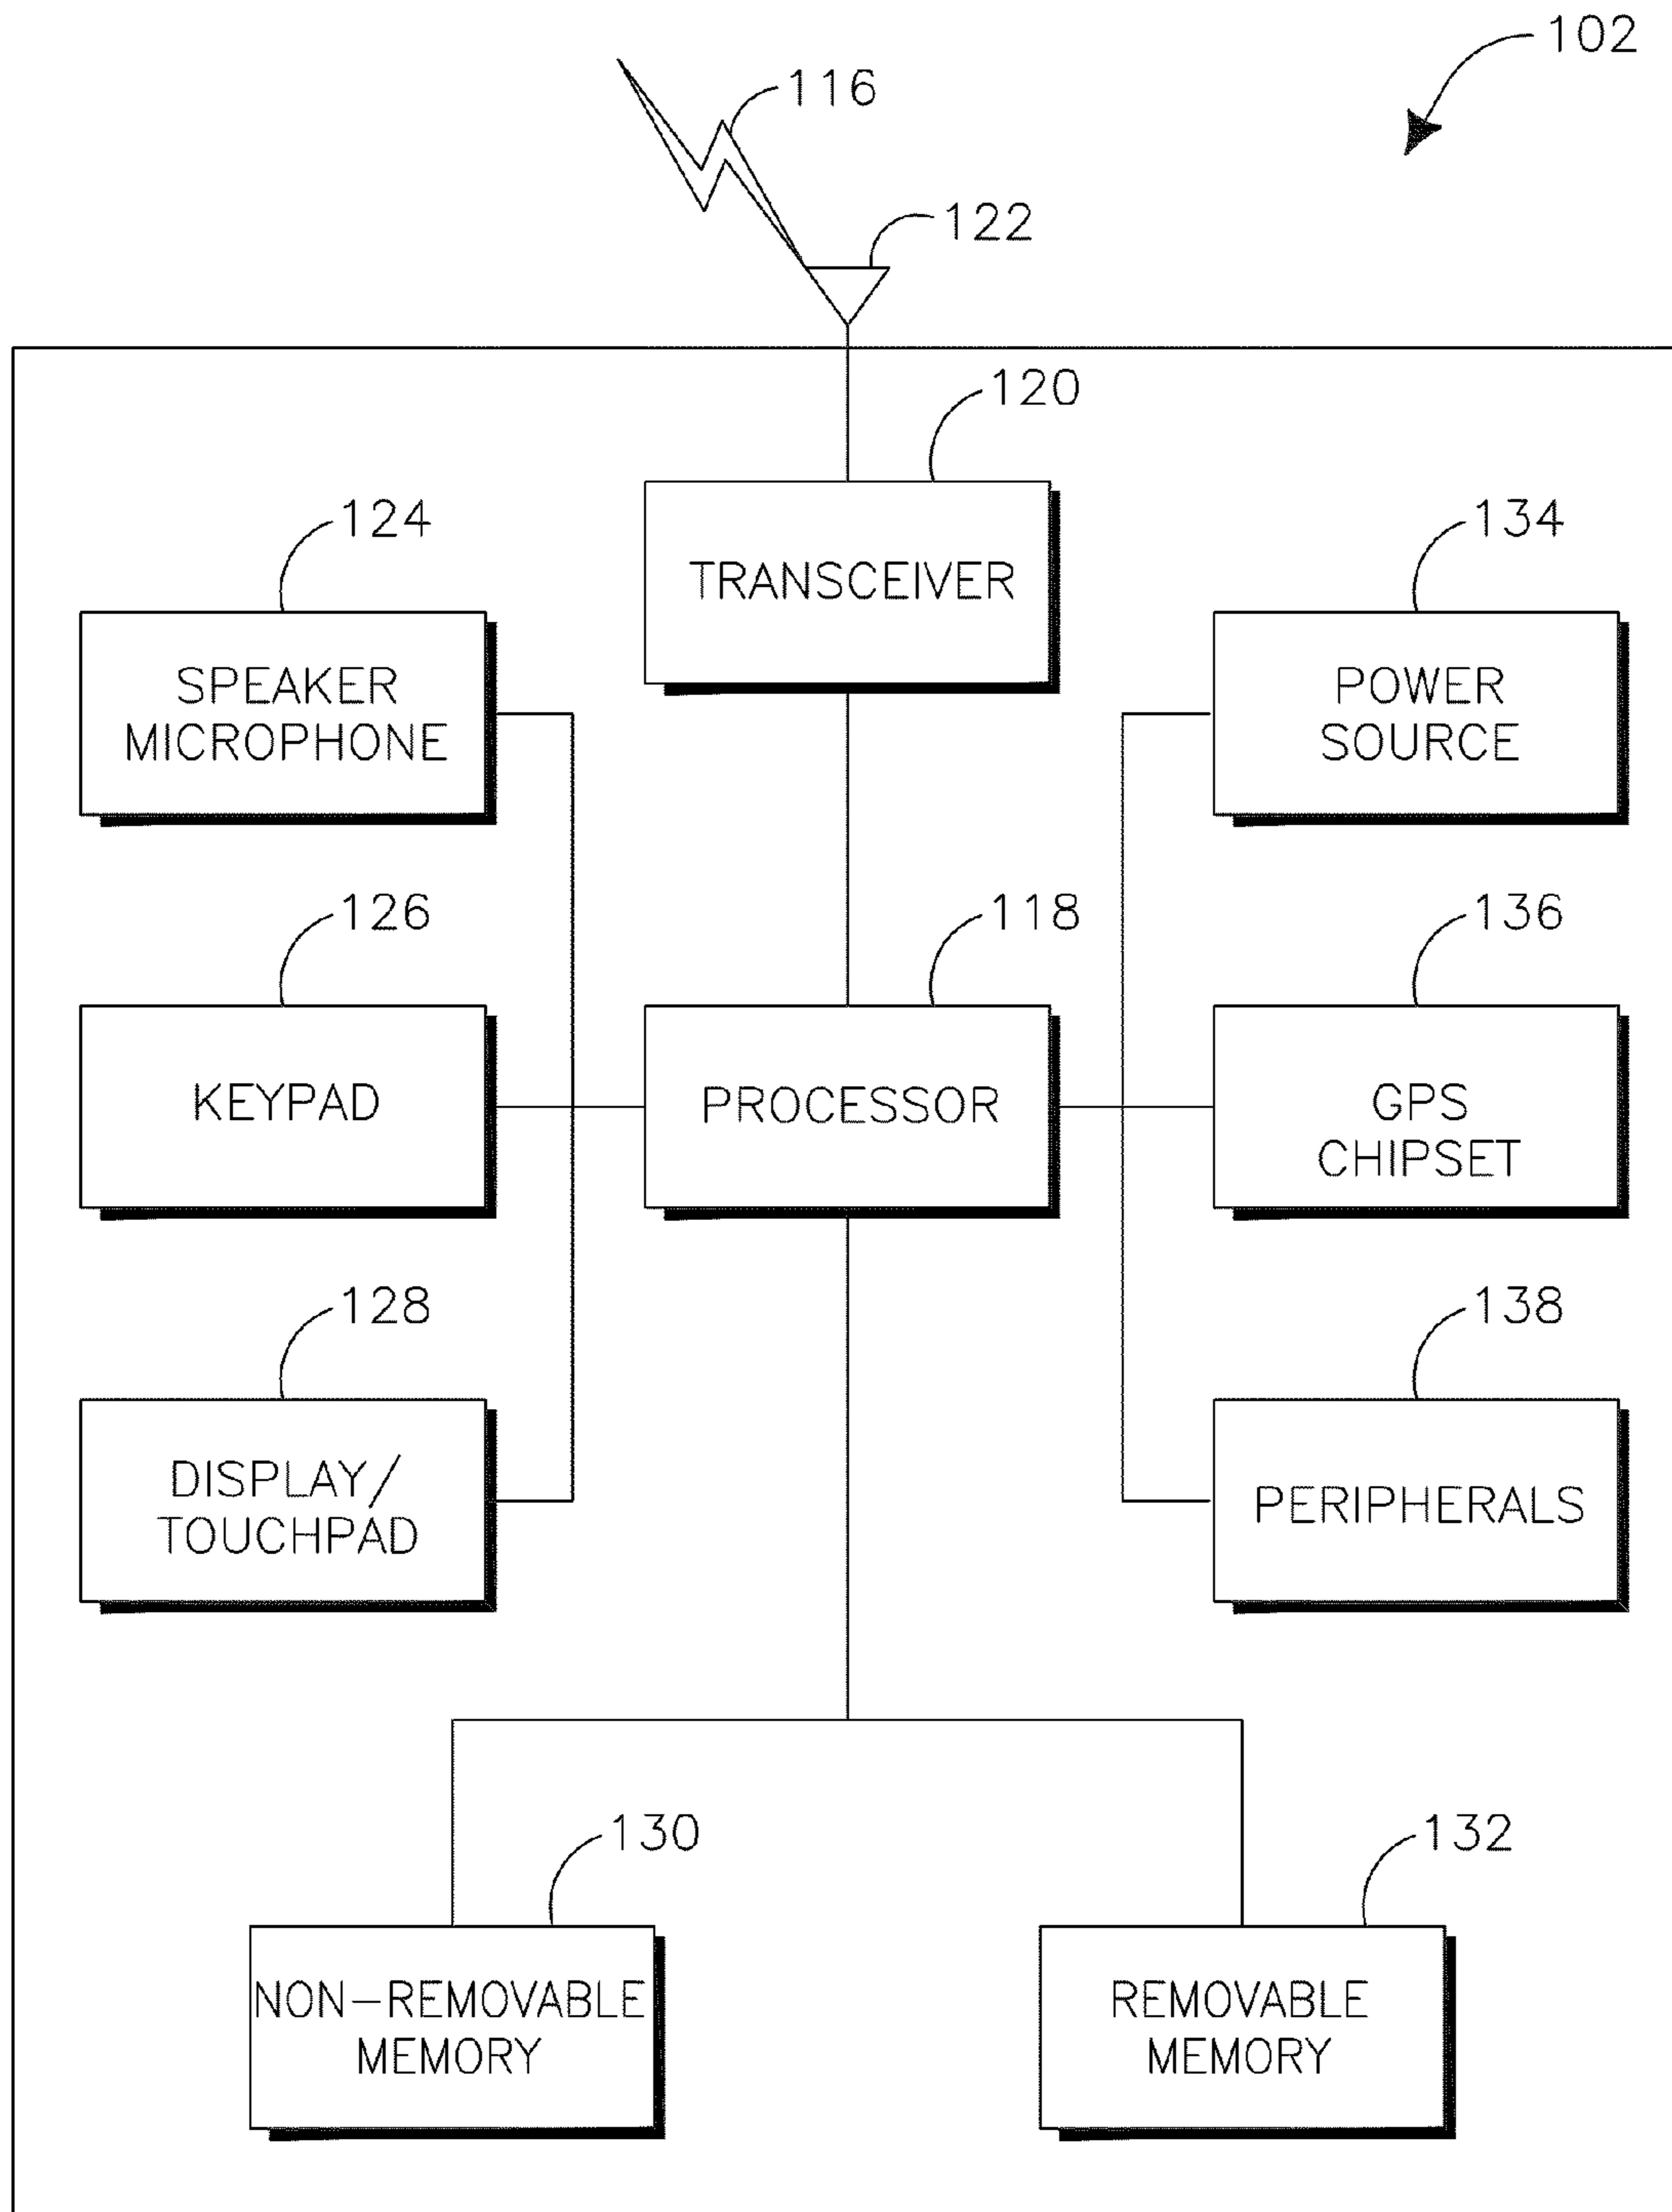 102
116
122
120
TRANSCEIVER
124
SPEAKER
MICROPHONE
134
POWER
SOURCE
126
KEYPAD
118
PROCESSOR
136
GPS
CHIPSET
128
DISPLAY/
TOUCHPAD
138
PERIPHERALS
130
NON-REMOVABLE
MEMORY
132
REMOVABLE
MEMORY